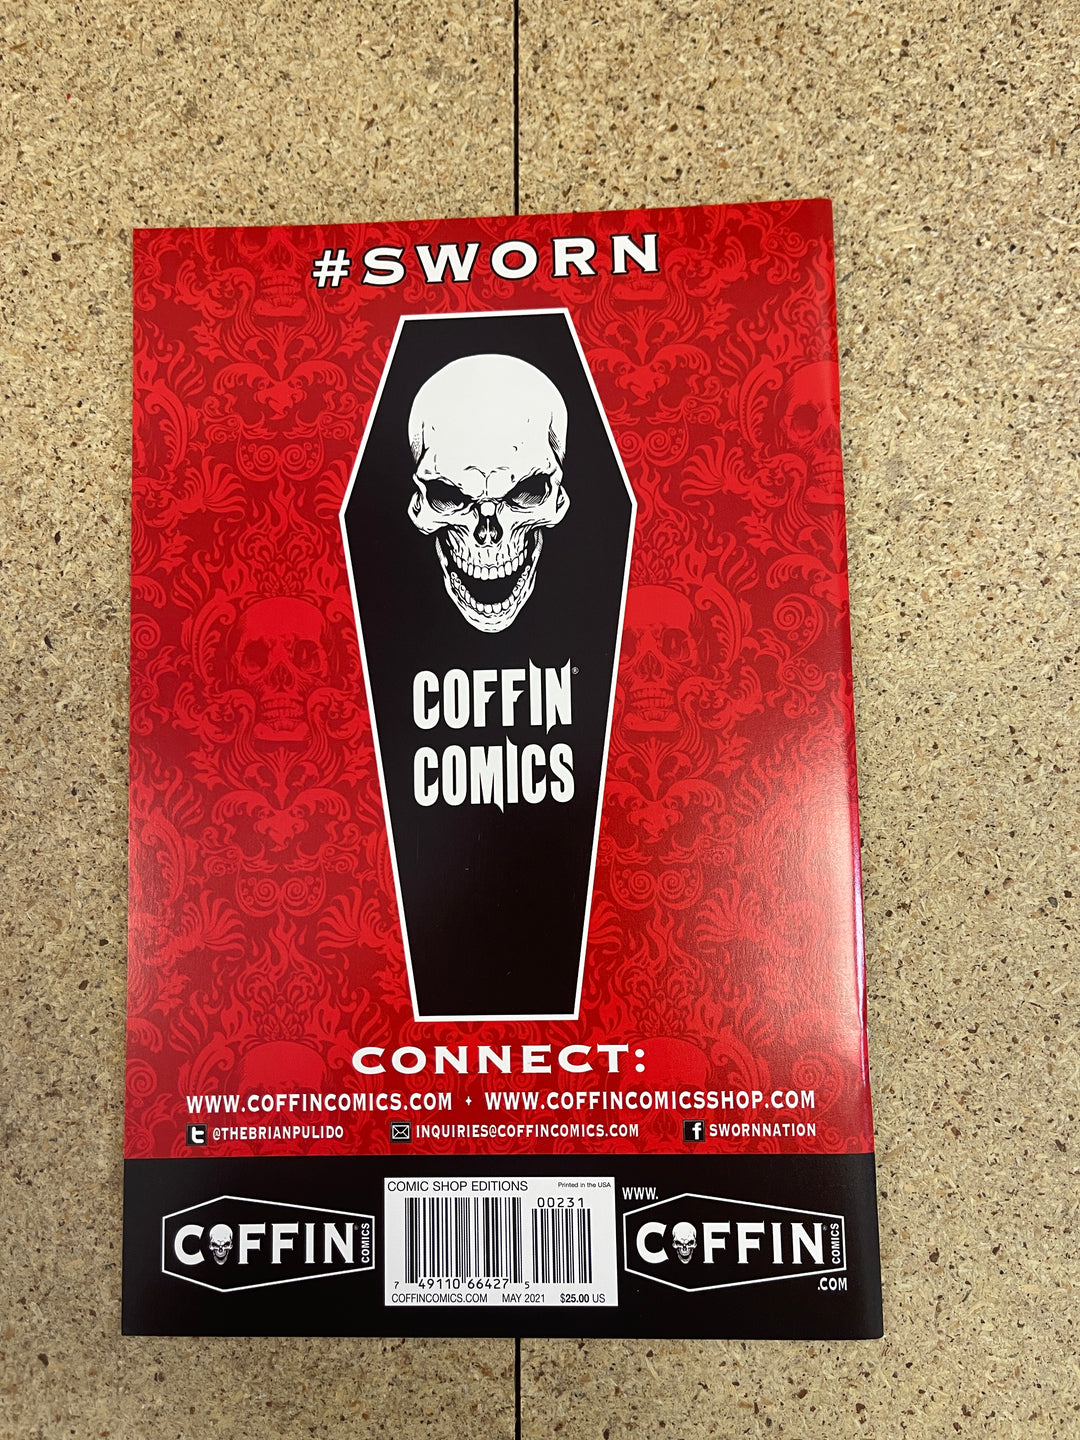 #SWORN
COFFIN®
COMICS
CONNECT:
WWW.COFFINCOMICS.COM • WWW.COFFINCOMICSSHOP.COM
t @THEBRIANPULIDO INQUIRIES@COFFINCOMICS.COM f SWORNNATION
COFFIN® COMICS
COMIC SHOP EDITIONS Printed in the USA
00231
7 49110 66427 5
COFFINCOMICS.COM MAY 2021 $25.00 US
WWW.
COFFIN® COMICS
.COM